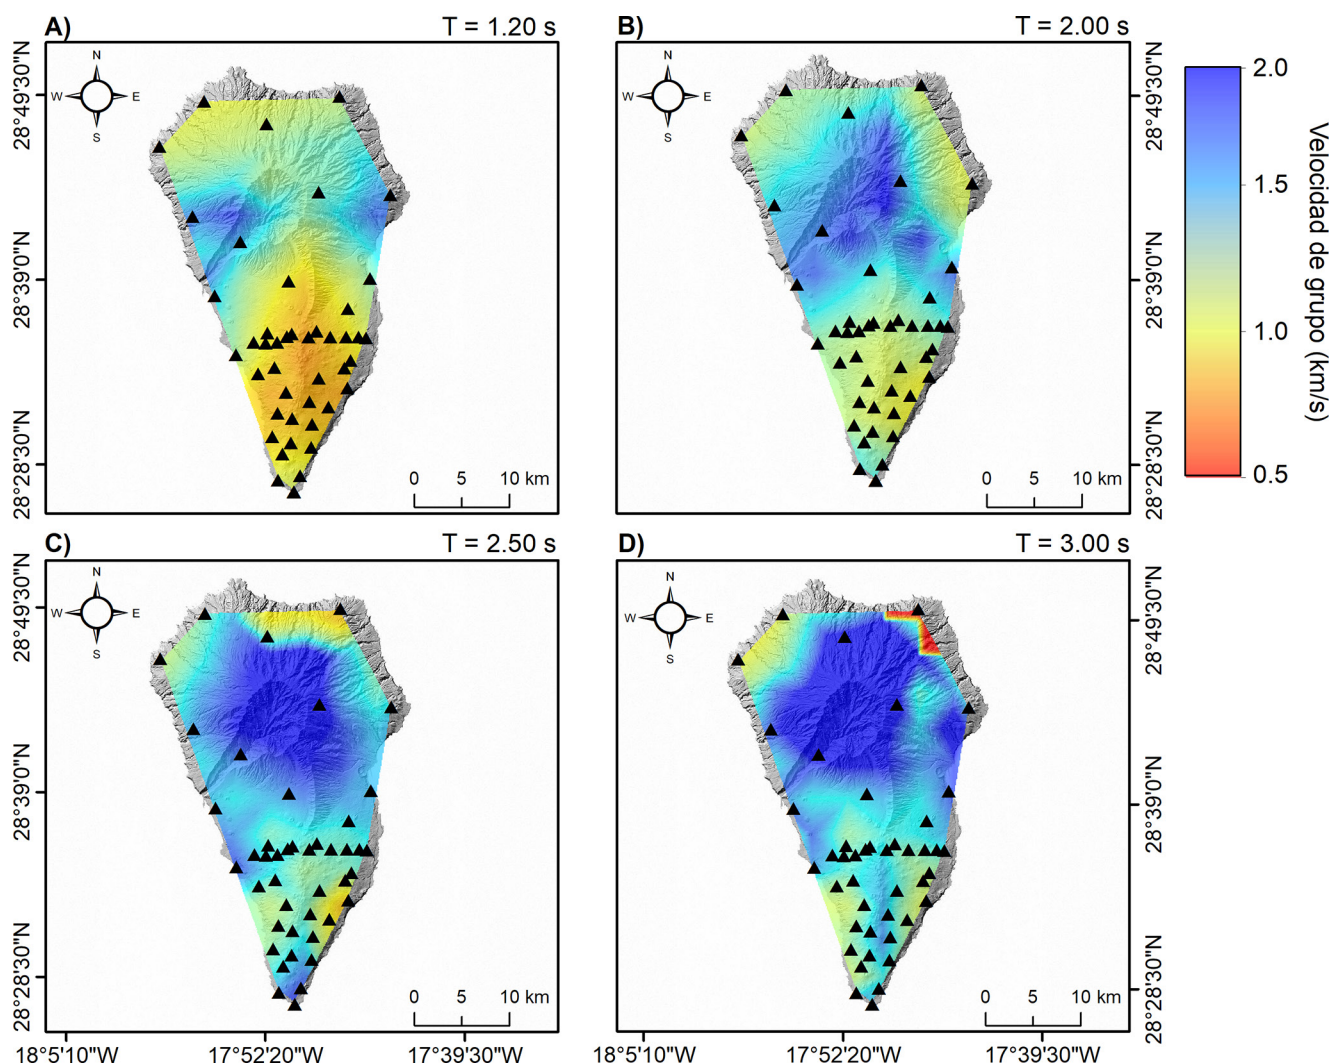 A) T = 1.20 s
B) T = 2.00 s
N
W E
S
N
W E
S
28°49'30"N
28°39'0"N
28°28'30"N
28°49'30"N
28°39'0"N
28°28'30"N
0 5 10 km
0 5 10 km
2.0
1.5
1.0
0.5
Velocidad de grupo (km/s)
C) T = 2.50 s
D) T = 3.00 s
N
W E
S
N
W E
S
28°49'30"N
28°39'0"N
28°28'30"N
28°49'30"N
28°39'0"N
28°28'30"N
0 5 10 km
0 5 10 km
18°5'10"W 17°52'20"W 17°39'30"W
18°5'10"W 17°52'20"W 17°39'30"W